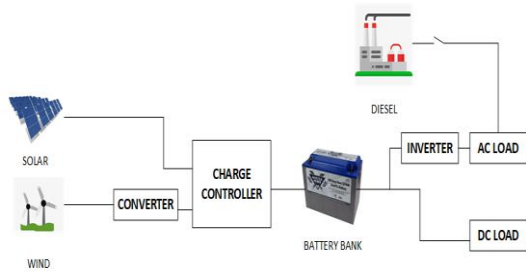 DIESEL
SOLAR
CHARGE
CONTROLLER
INVERTER
AC LOAD
CONVERTER
BATTERY BANK
DC LOAD
WIND